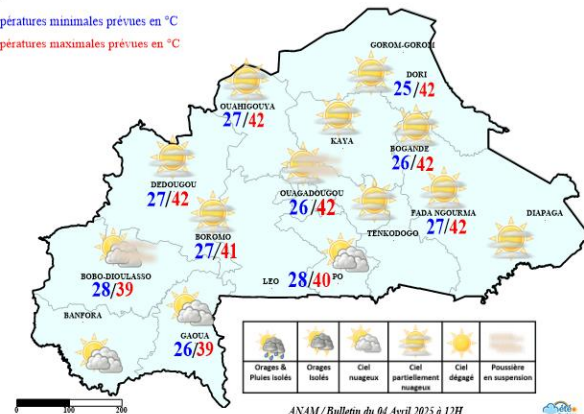 pératures minimales prévues en °C
pératures maximales prévues en °C
GOROM-GOROM
DORI
25/42
OUAHIGOUYA
27/42
KAYA
BOGANDE
26/42
DEDOUGOU
27/42
OUAGADOUGOU
26/42
FADA NGOURMA
27/42
DIAPAGA
BOROMO
27/41
TENKODOGO
BOBO-DIOULASSO
28/39
LEO
28/40
PO
BANFORA
GAOUA
26/39
Orages & Pluies isolés
Orages Isolés
Ciel nuageux
Ciel partiellement nuageux
Ciel dégagé
Poussière en suspension
0 100 200
ANAM / Bulletin du 04 Avril 2025 à 12H